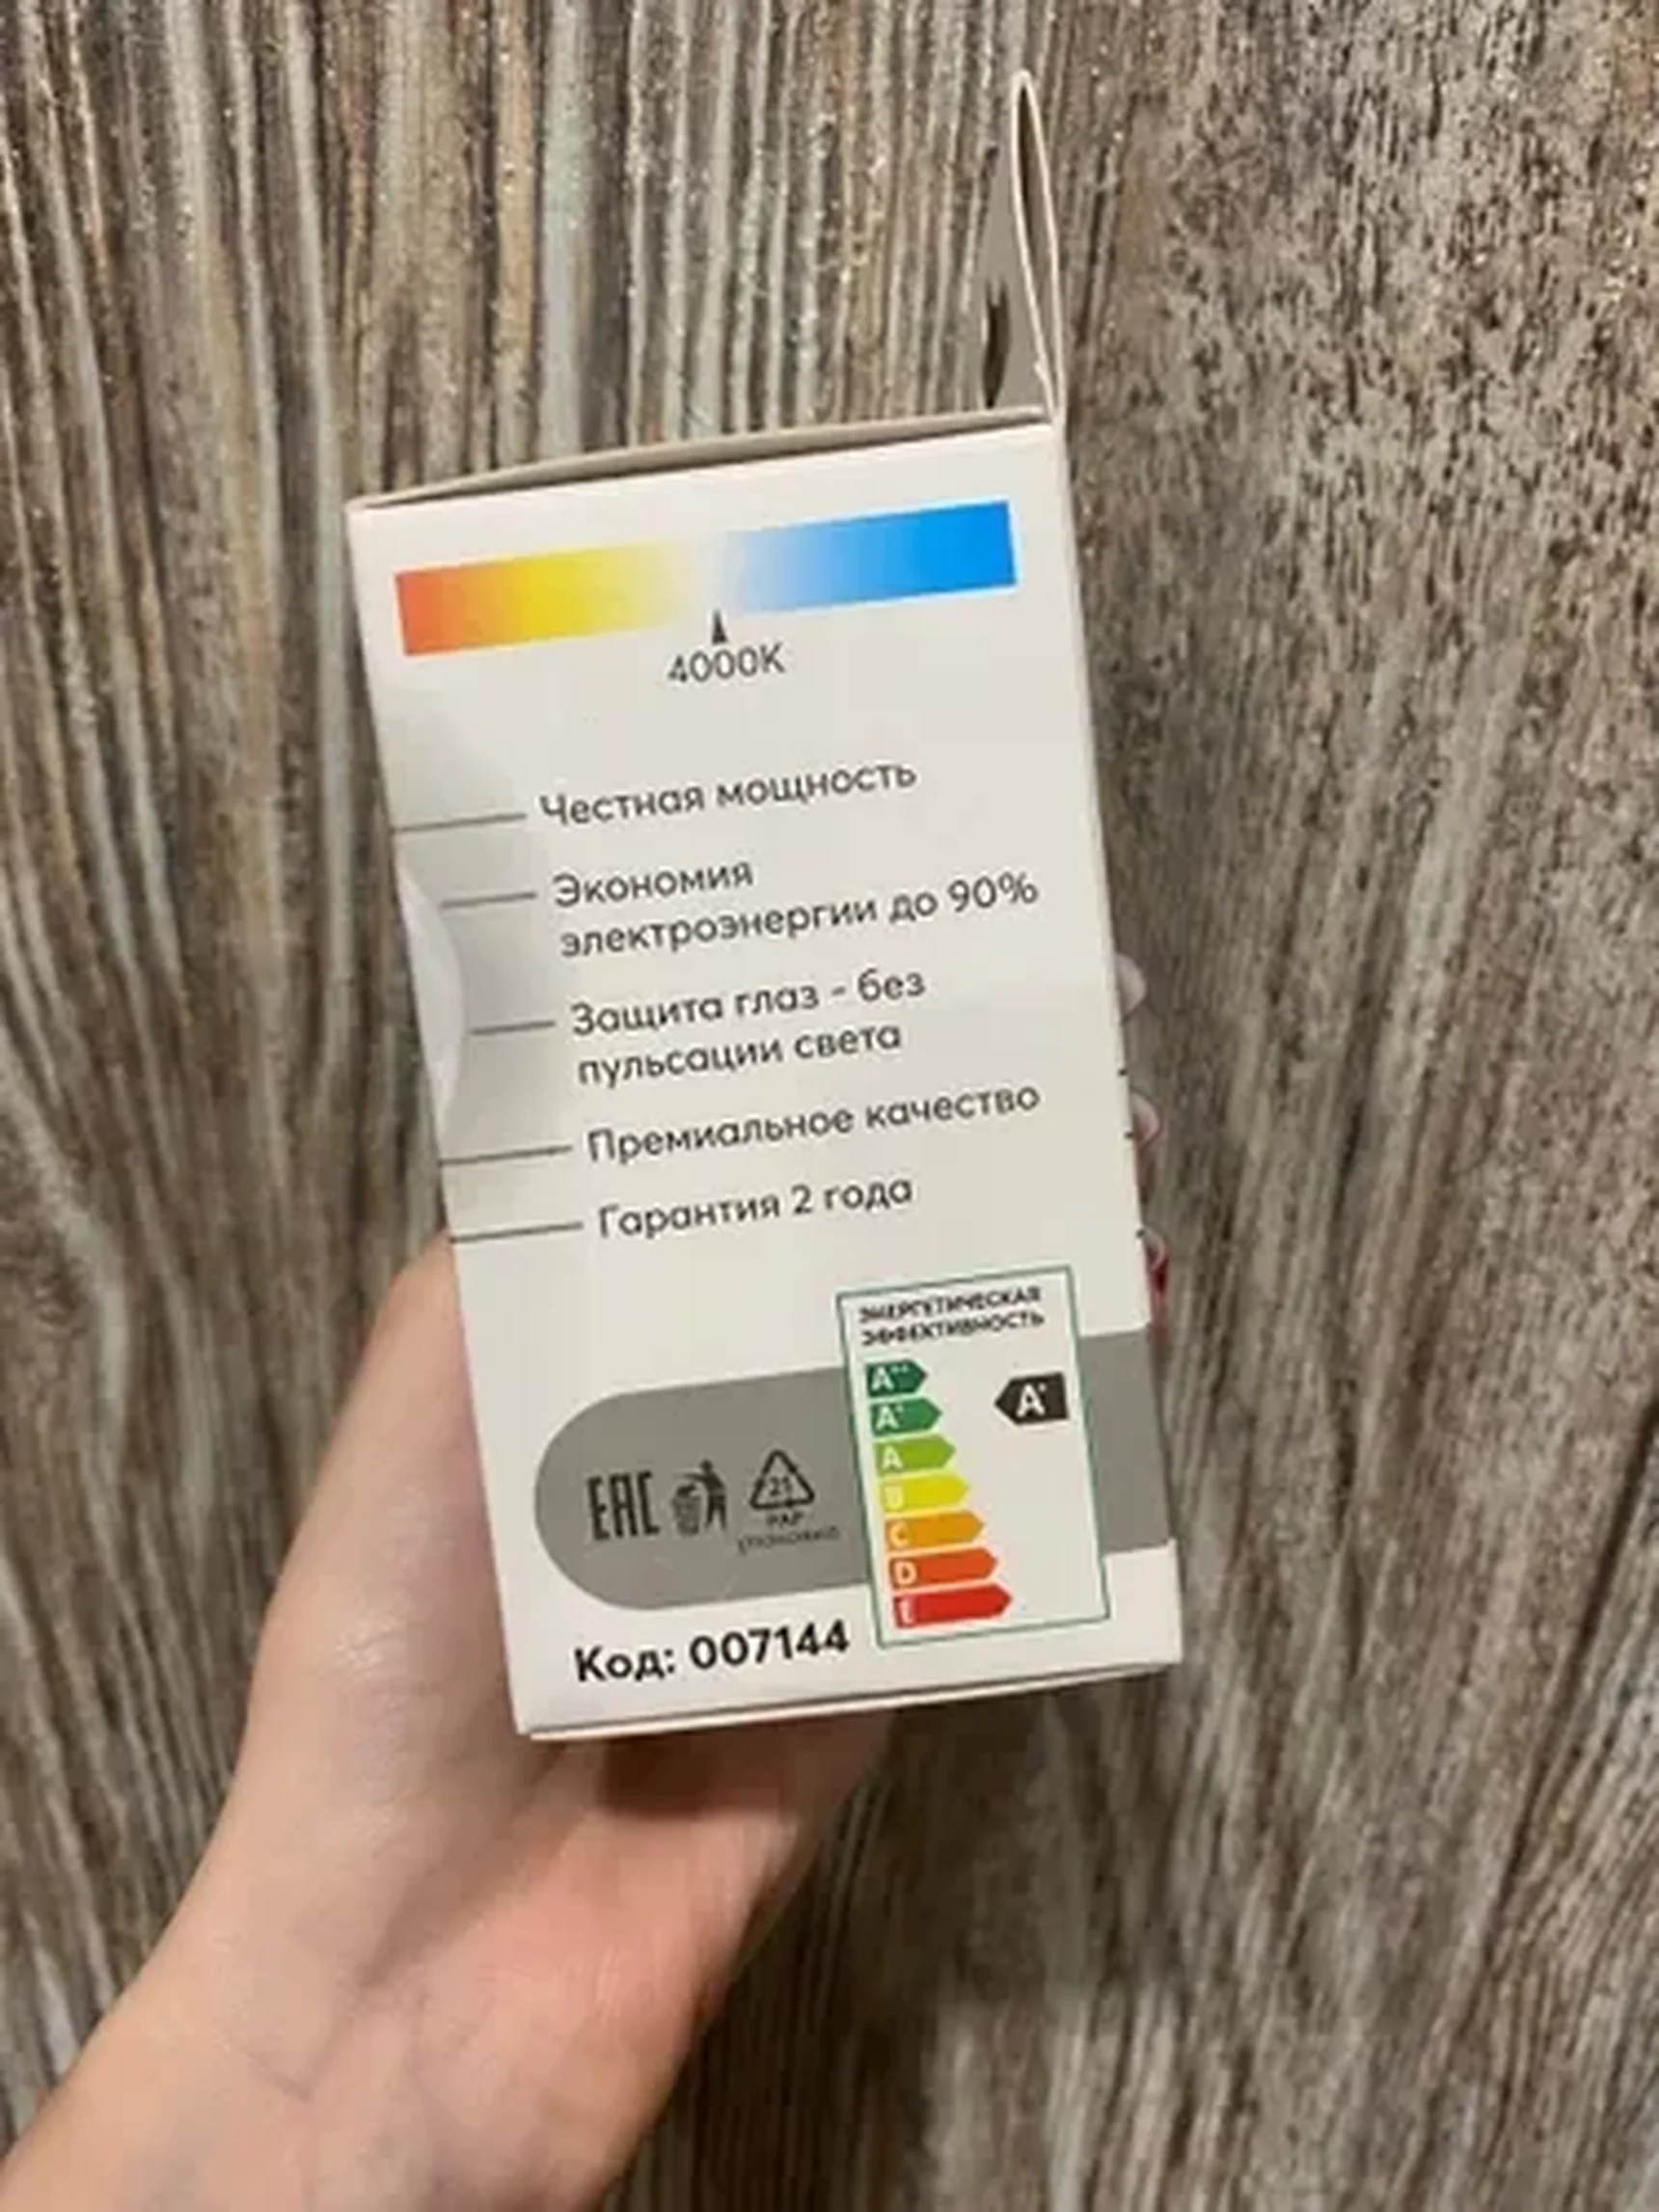 4000K
Честная мощность
Экономия
электроэнергии до 90%
Защита глаз - без
пульсации света
Премиальное качество
Гарантия 2 года
ЭНЕРГЕТИЧЕСКАЯ
ЭФФЕКТИВНОСТЬ
A++
A+
A+
A
B
C
D
E
EAC
21
PAP
упаковка
Код: 007144